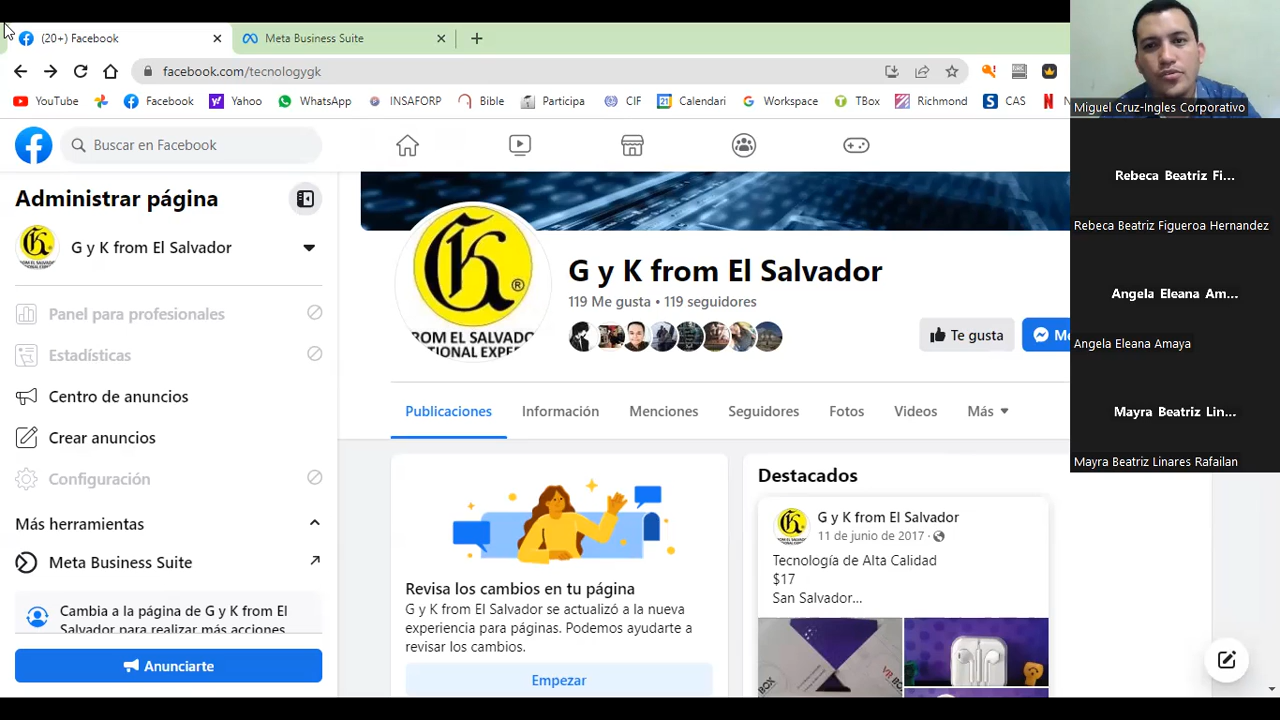 (20+) Facebook
Meta Business Suite
facebook.com/tecnologygk
YouTube
Facebook
Yahoo
WhatsApp
INSAFORP
Bible
Participa
CIF
Calendari
Workspace
TBox
Richmond
CAS
Buscar en Facebook
Administrar página
G y K from El Salvador
Panel para profesionales
Estadísticas
Centro de anuncios
Crear anuncios
Configuración
Más herramientas
Meta Business Suite
Cambia a la página de G y K from El
Salvador para realizar más acciones
Anunciarte
G y K from El Salvador
119 Me gusta • 119 seguidores
Te gusta
Publicaciones
Información
Menciones
Seguidores
Fotos
Videos
Más
Revisa los cambios en tu página
G y K from El Salvador se actualizó a la nueva
experiencia para páginas. Podemos ayudarte a
revisar los cambios.
Empezar
Destacados
G y K from El Salvador
11 de junio de 2017
Tecnología de Alta Calidad
$17
San Salvador...
Miguel Cruz-Ingles Corporativo
Rebeca Beatriz Fi...
Rebeca Beatriz Figueroa Hernandez
Angela Eleana Am...
Angela Eleana Amaya
Mayra Beatriz Lin...
Mayra Beatriz Linares Rafailan